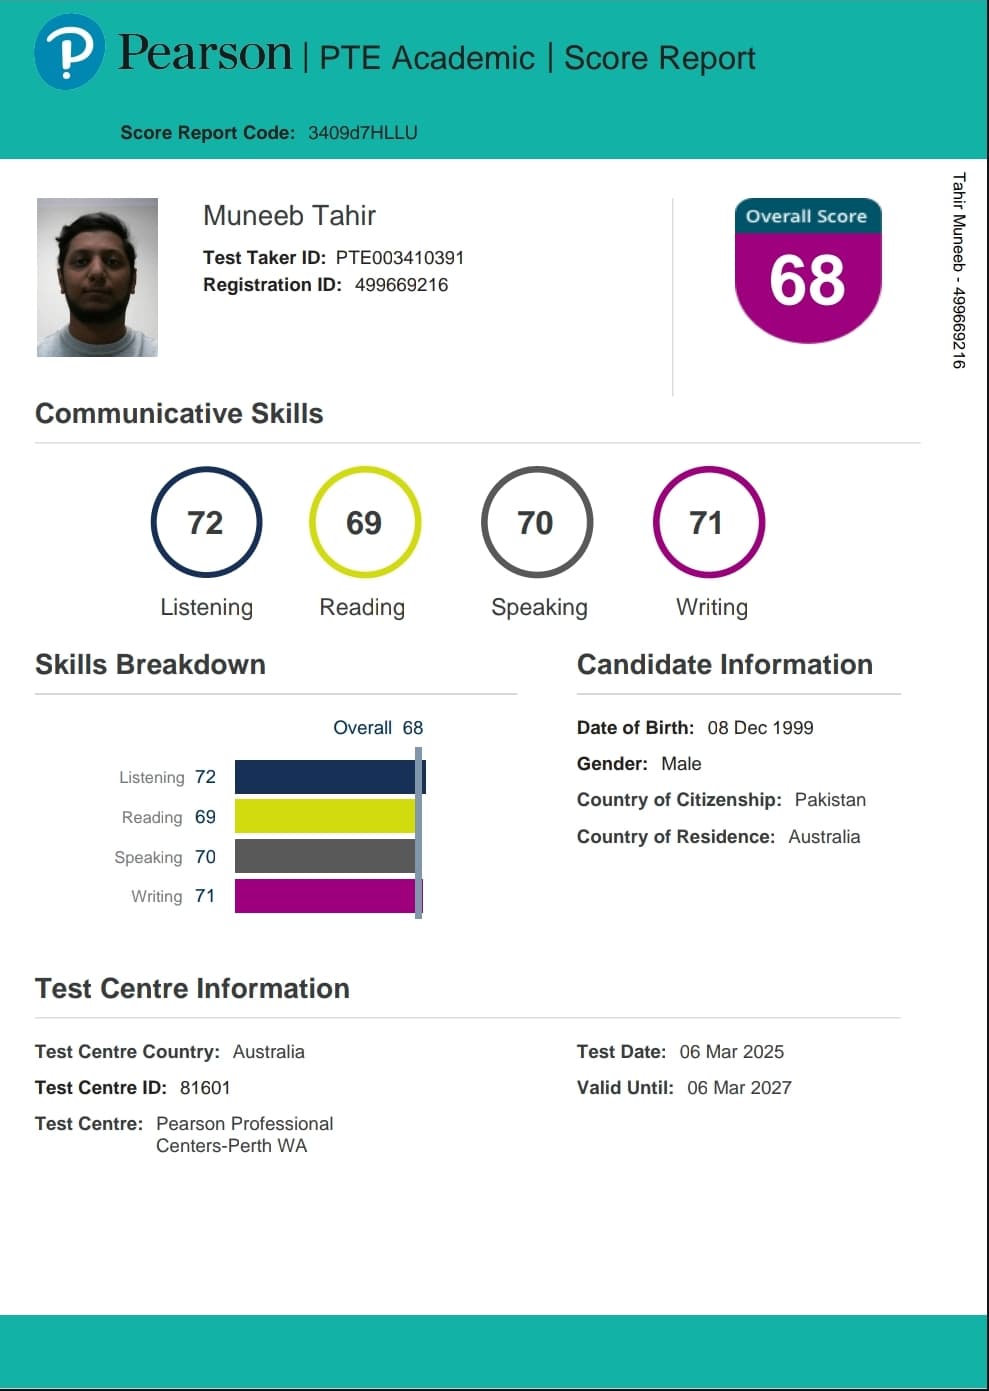 Pearson | PTE Academic | Score Report
Score Report Code: 3409d7HLLU
Tahir Muneeb - 499669216
Muneeb Tahir
Test Taker ID: PTE003410391
Registration ID: 499669216
Overall Score
68
Communicative Skills
72
69
70
71
Listening
Reading
Speaking
Writing
Skills Breakdown
Overall 68
Listening 72
Reading 69
Speaking 70
Writing 71
Candidate Information
Date of Birth: 08 Dec 1999
Gender: Male
Country of Citizenship: Pakistan
Country of Residence: Australia
Test Centre Information
Test Centre Country: Australia
Test Centre ID: 81601
Test Centre: Pearson Professional
Centers-Perth WA
Test Date: 06 Mar 2025
Valid Until: 06 Mar 2027